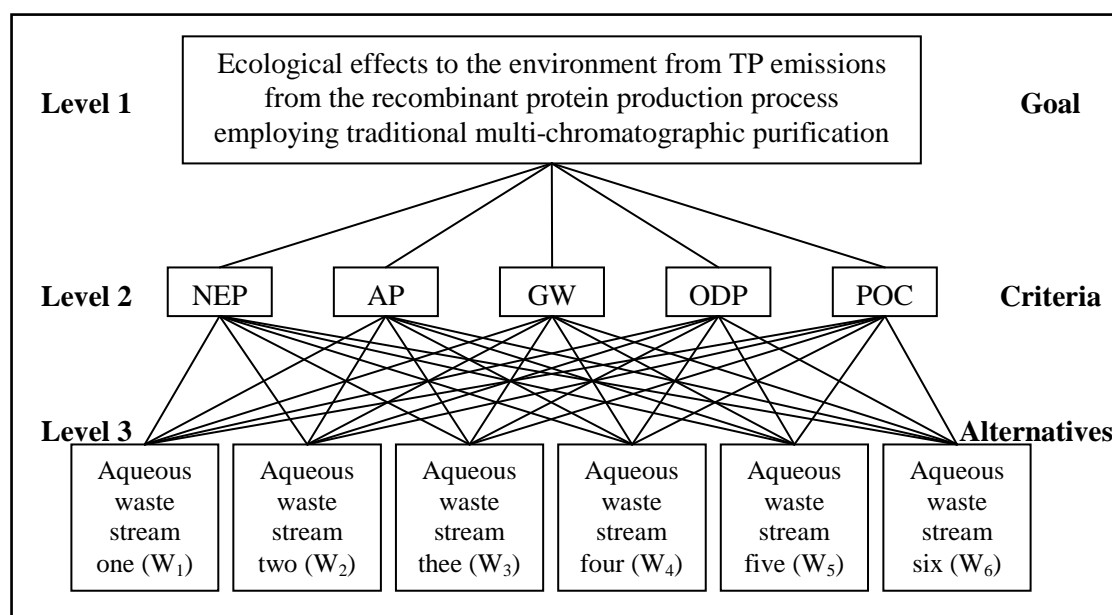 Ecological effects to the environment from TP emissions
Level 1 from the recombinant protein production process Goal
employing traditional multi-chromatographic purification
Level 2 NEP AP GW ODP POC Criteria
Level 3 Alternatives
Aqueous
waste
stream
one (W₁)
Aqueous
waste
stream
two (W₂)
Aqueous
waste
stream
thee (W₃)
Aqueous
waste
stream
four (W₄)
Aqueous
waste
stream
five (W₅)
Aqueous
waste
stream
six (W₆)